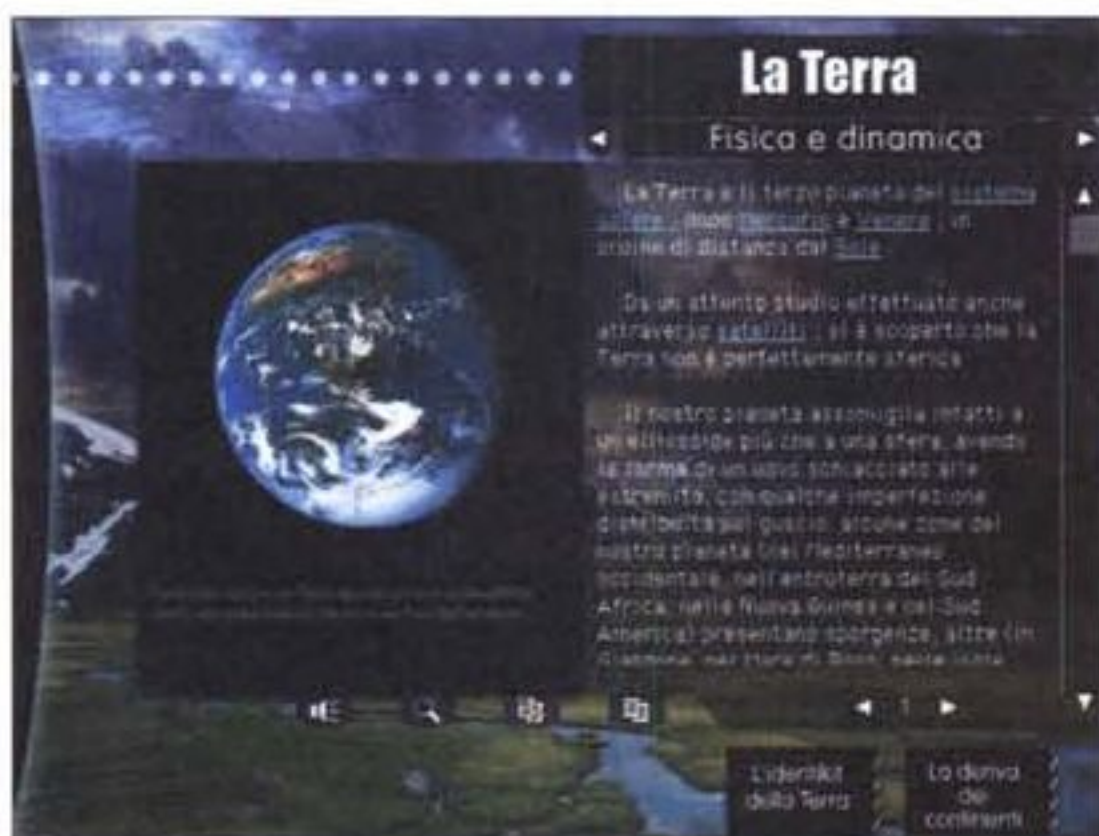 La Terra
Fisica e dinamica
La Terra è il terzo pianeta del sistema
solare, dopo Mercurio e Venere, in
ordine di distanza dal Sole.
Da un attento studio effettuato anche
attraverso satelliti, si è scoperto che la
Terra non è perfettamente sferica.
Il nostro pianeta assomiglia infatti a
un ellissoide più che a una sfera, avendo
la forma di un uovo schiacciato alle
estremità, con qualche imperfezione
distribuita sul guscio, alcune zone del
nostro pianeta (nel Mediterraneo
occidentale, nell'entroterra del Sud
Africa, nella Nuova Guinea e nel Sud
America) presentano sporgenze, altre (in
1
L'identikit
della Terra
La deriva
dei
continenti